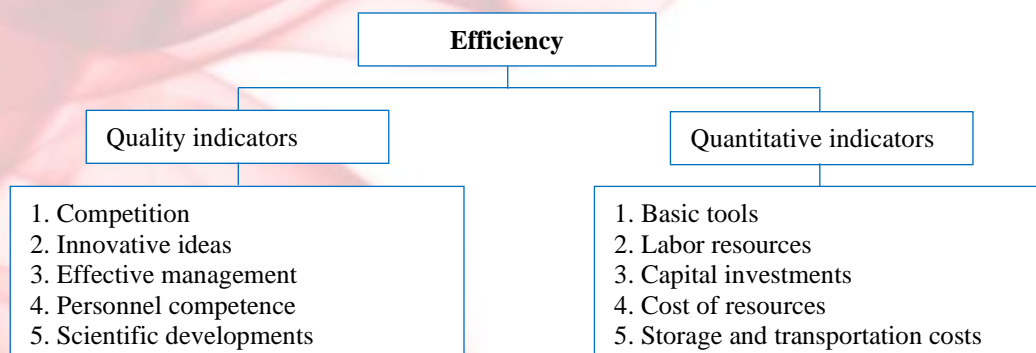 Efficiency
Quality indicators
Quantitative indicators
1. Competition
2. Innovative ideas
3. Effective management
4. Personnel competence
5. Scientific developments
1. Basic tools
2. Labor resources
3. Capital investments
4. Cost of resources
5. Storage and transportation costs